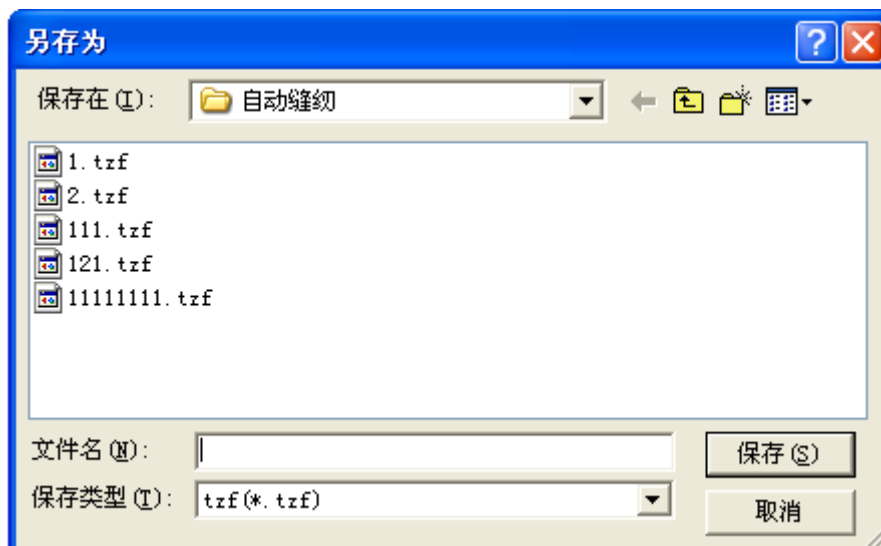 另存为
保存在(I):
自动缝纫
1.tzf
2.tzf
111.tzf
121.tzf
11111111.tzf
文件名(N):
保存(S)
保存类型(T):
tzf(*.tzf)
取消